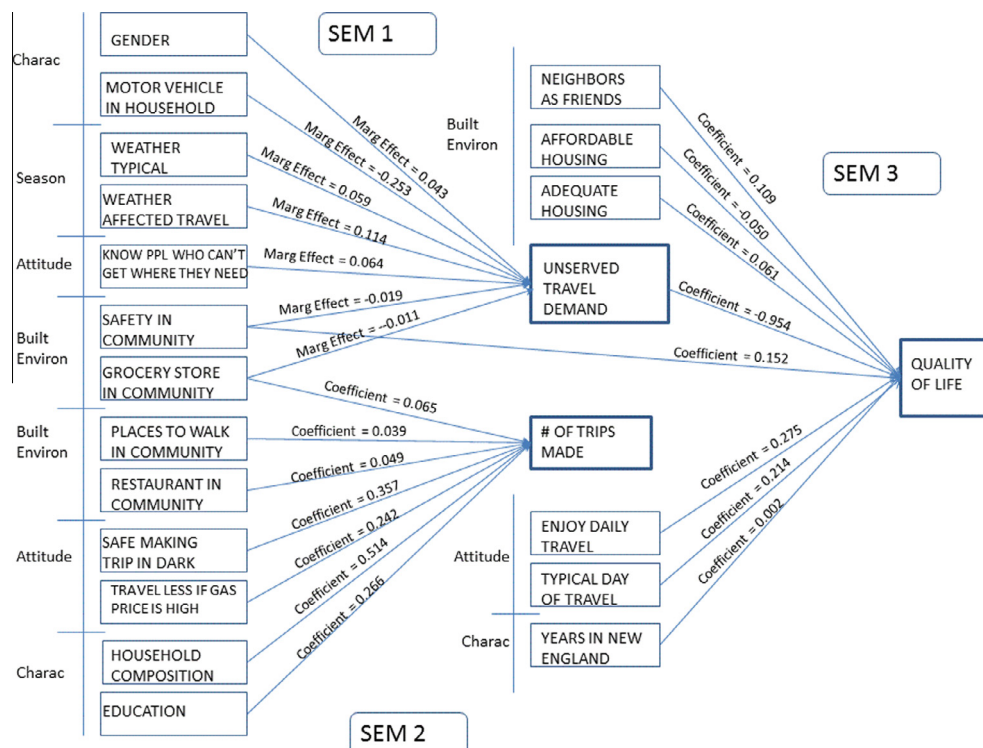 SEM 1
Charac
GENDER
MOTOR VEHICLE
IN HOUSEHOLD
Season
WEATHER
TYPICAL
WEATHER
AFFECTED TRAVEL
Attitude
KNOW PPL WHO CAN'T
GET WHERE THEY NEED
Built
Environ
SAFETY IN
COMMUNITY
GROCERY STORE
IN COMMUNITY
Built
Environ
PLACES TO WALK
IN COMMUNITY
RESTAURANT IN
COMMUNITY
Attitude
SAFE MAKING
TRIP IN DARK
TRAVEL LESS IF GAS
PRICE IS HIGH
Charac
HOUSEHOLD
COMPOSITION
EDUCATION
SEM 2
Marg Effect = 0.043
Marg Effect = -0.253
Marg Effect = 0.059
Marg Effect = 0.114
Marg Effect = 0.064
Marg Effect = -0.019
Marg Effect = -0.011
Coefficient = 0.065
Coefficient = 0.039
Coefficient = 0.049
Coefficient = 0.357
Coefficient = 0.242
Coefficient = 0.514
Coefficient = 0.266
Built
Environ
NEIGHBORS
AS FRIENDS
AFFORDABLE
HOUSING
ADEQUATE
HOUSING
UNSERVED
TRAVEL
DEMAND
# OF TRIPS
MADE
Attitude
ENJOY DAILY
TRAVEL
TYPICAL DAY
OF TRAVEL
Charac
YEARS IN NEW
ENGLAND
SEM 3
Coefficient = 0.109
Coefficient = -0.050
Coefficient = 0.061
Coefficient = -0.954
Coefficient = 0.152
Coefficient = 0.275
Coefficient = 0.214
Coefficient = 0.002
QUALITY
OF LIFE